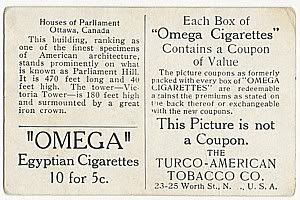 Houses of Parliament
Ottawa, Canada
This building, ranking as
one of the finest specimens
of American architecture,
stands prominently on what
is known as Parliament Hill.
It is 470 feet long and 40
feet high. The tower—Vic-
toria Tower—is 180 feet high
and surmounted by a great
iron crown.
"OMEGA"
Egyptian Cigarettes
10 for 5c.
Each Box of
"Omega Cigarettes"
Contains a Coupon
of Value
The picture coupons as formerly
packed with every box of "OMEGA
CIGARETTES" are redeemable
against the premiums as stated on
the back thereof or exchangeable
with the new coupons.
This Picture is not
a Coupon.
THE
TURCO-AMERICAN
TOBACCO CO.
23-25 Worth St., N. , U. S. A.